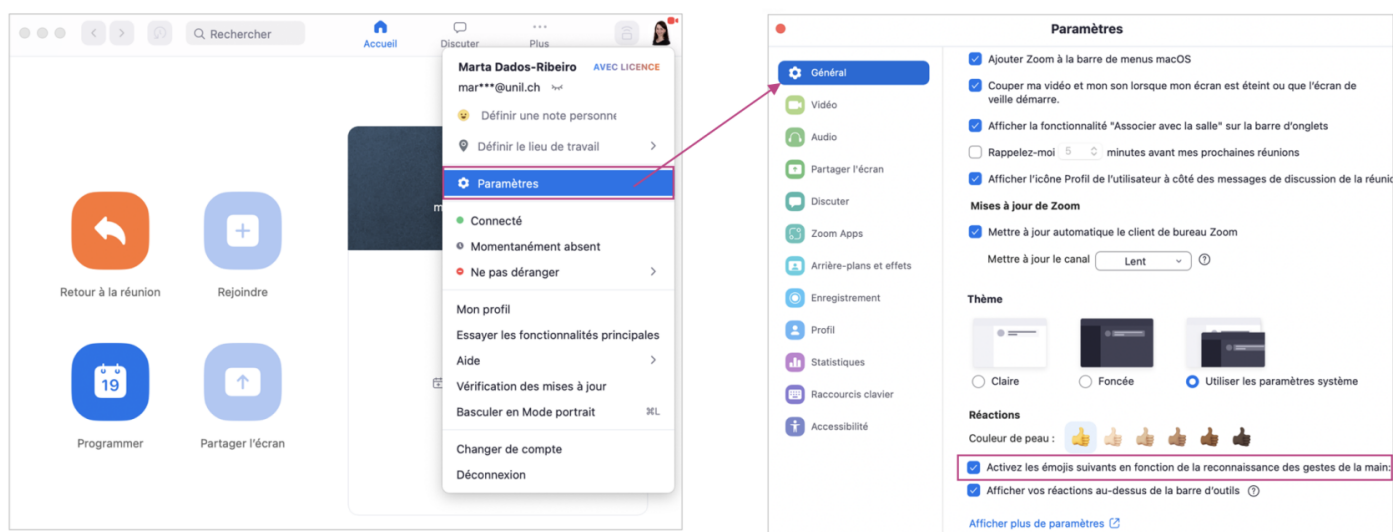 Rechercher
Accueil
Discuter
Plus
Marta Dados-Ribeiro AVEC LICENCE
mar***@unil.ch
Définir une note personne
Définir le lieu de travail
Paramètres
Connecté
Momentanément absent
Ne pas déranger
Mon profil
Essayer les fonctionnalités principales
Aide
Vérification des mises à jour
Basculer en Mode portrait ⌘L
Changer de compte
Déconnexion
m
Retour à la réunion
Rejoindre
19
Programmer
Partager l'écran
Paramètres
Général
Vidéo
Audio
Partager l'écran
Discuter
Zoom Apps
Arrière-plans et effets
Enregistrement
Profil
Statistiques
Raccourcis clavier
Accessibilité
Ajouter Zoom à la barre de menus macOS
Couper ma vidéo et mon son lorsque mon écran est éteint ou que l'écran de
veille démarre.
Afficher la fonctionnalité "Associer avec la salle" sur la barre d'onglets
Rappelez-moi 5 minutes avant mes prochaines réunions
Afficher l'icône Profil de l'utilisateur à côté des messages de discussion de la réunio
Mises à jour de Zoom
Mettre à jour automatique le client de bureau Zoom
Mettre à jour le canal Lent ?
Thème
Claire
Foncée
Utiliser les paramètres système
Réactions
Couleur de peau :
Activez les émojis suivants en fonction de la reconnaissance des gestes de la main:
Afficher vos réactions au-dessus de la barre d'outils ?
Afficher plus de paramètres